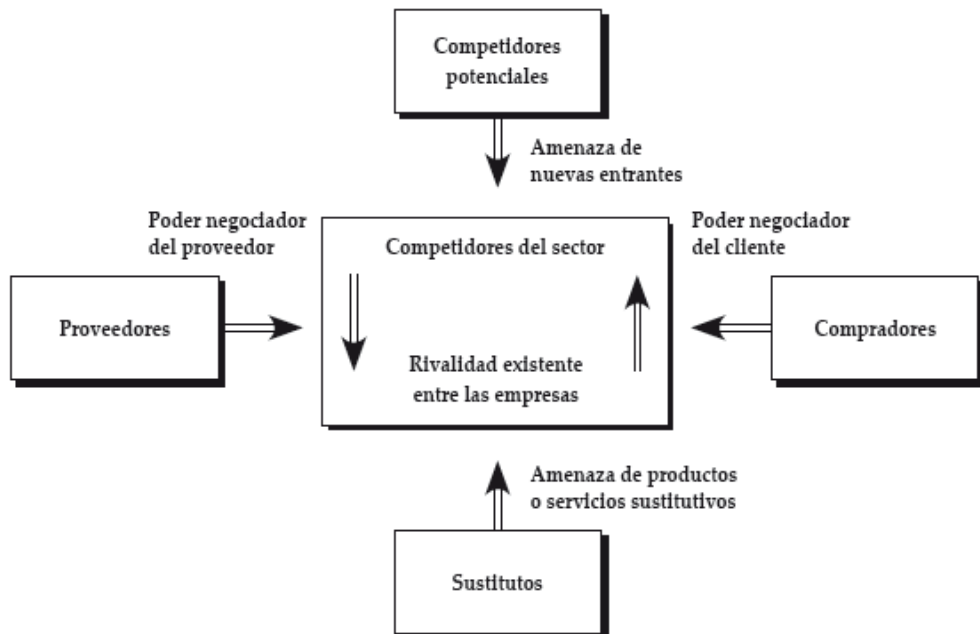 Competidores
potenciales
Amenaza de
nuevas entrantes
Poder negociador
del proveedor
Competidores del sector
Poder negociador
del cliente
Proveedores
Compradores
Rivalidad existente
entre las empresas
Amenaza de productos
o servicios sustitutivos
Sustitutos